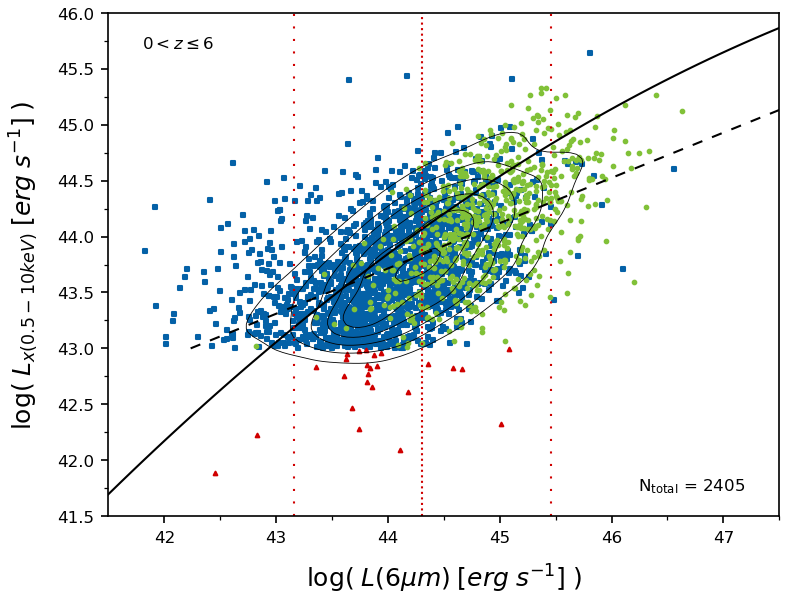 0 < z ≤ 6
46.0
45.5
45.0
44.5
44.0
43.5
43.0
42.5
42.0
41.5
log( Lx(0.5 − 10keV) [erg s⁻¹] )
N_total = 2405
42 43 44 45 46 47
log( L(6μm) [erg s⁻¹] )